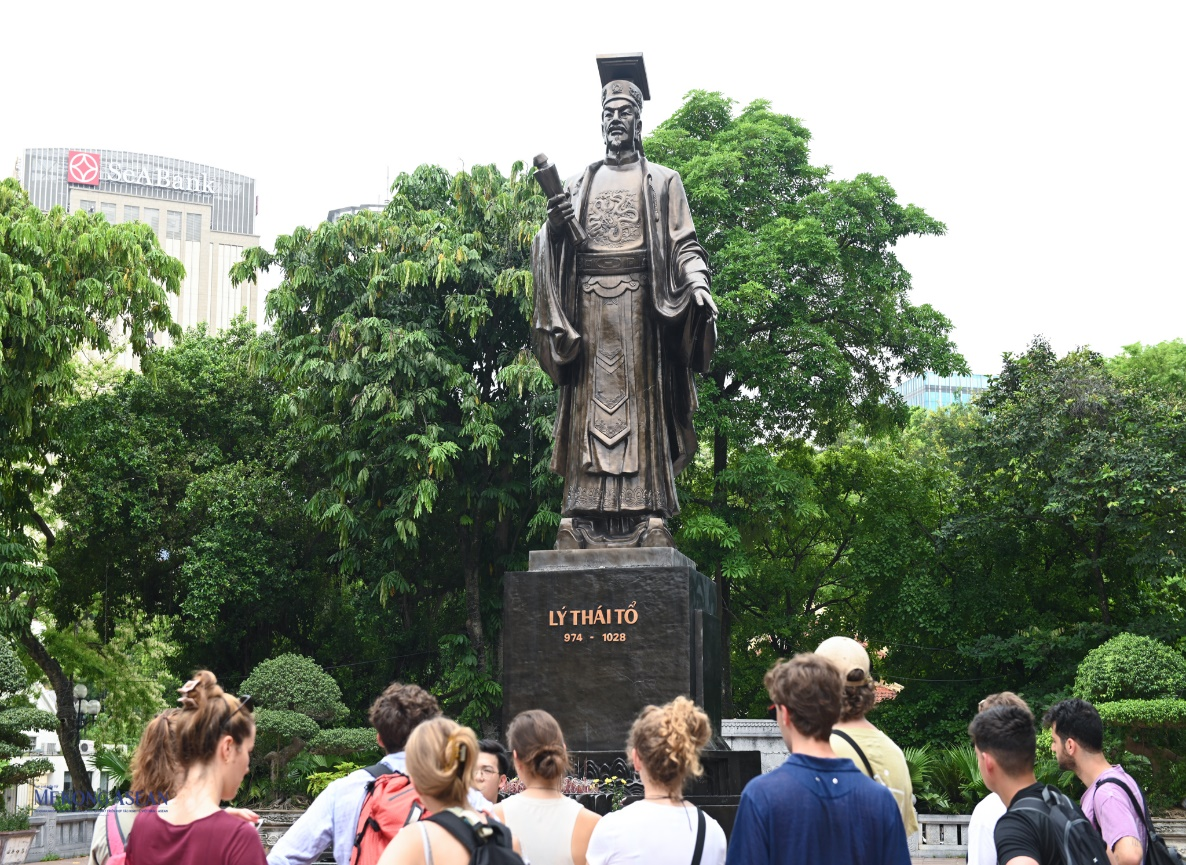 SeABank
LÝ THÁI TỔ
974 - 1028